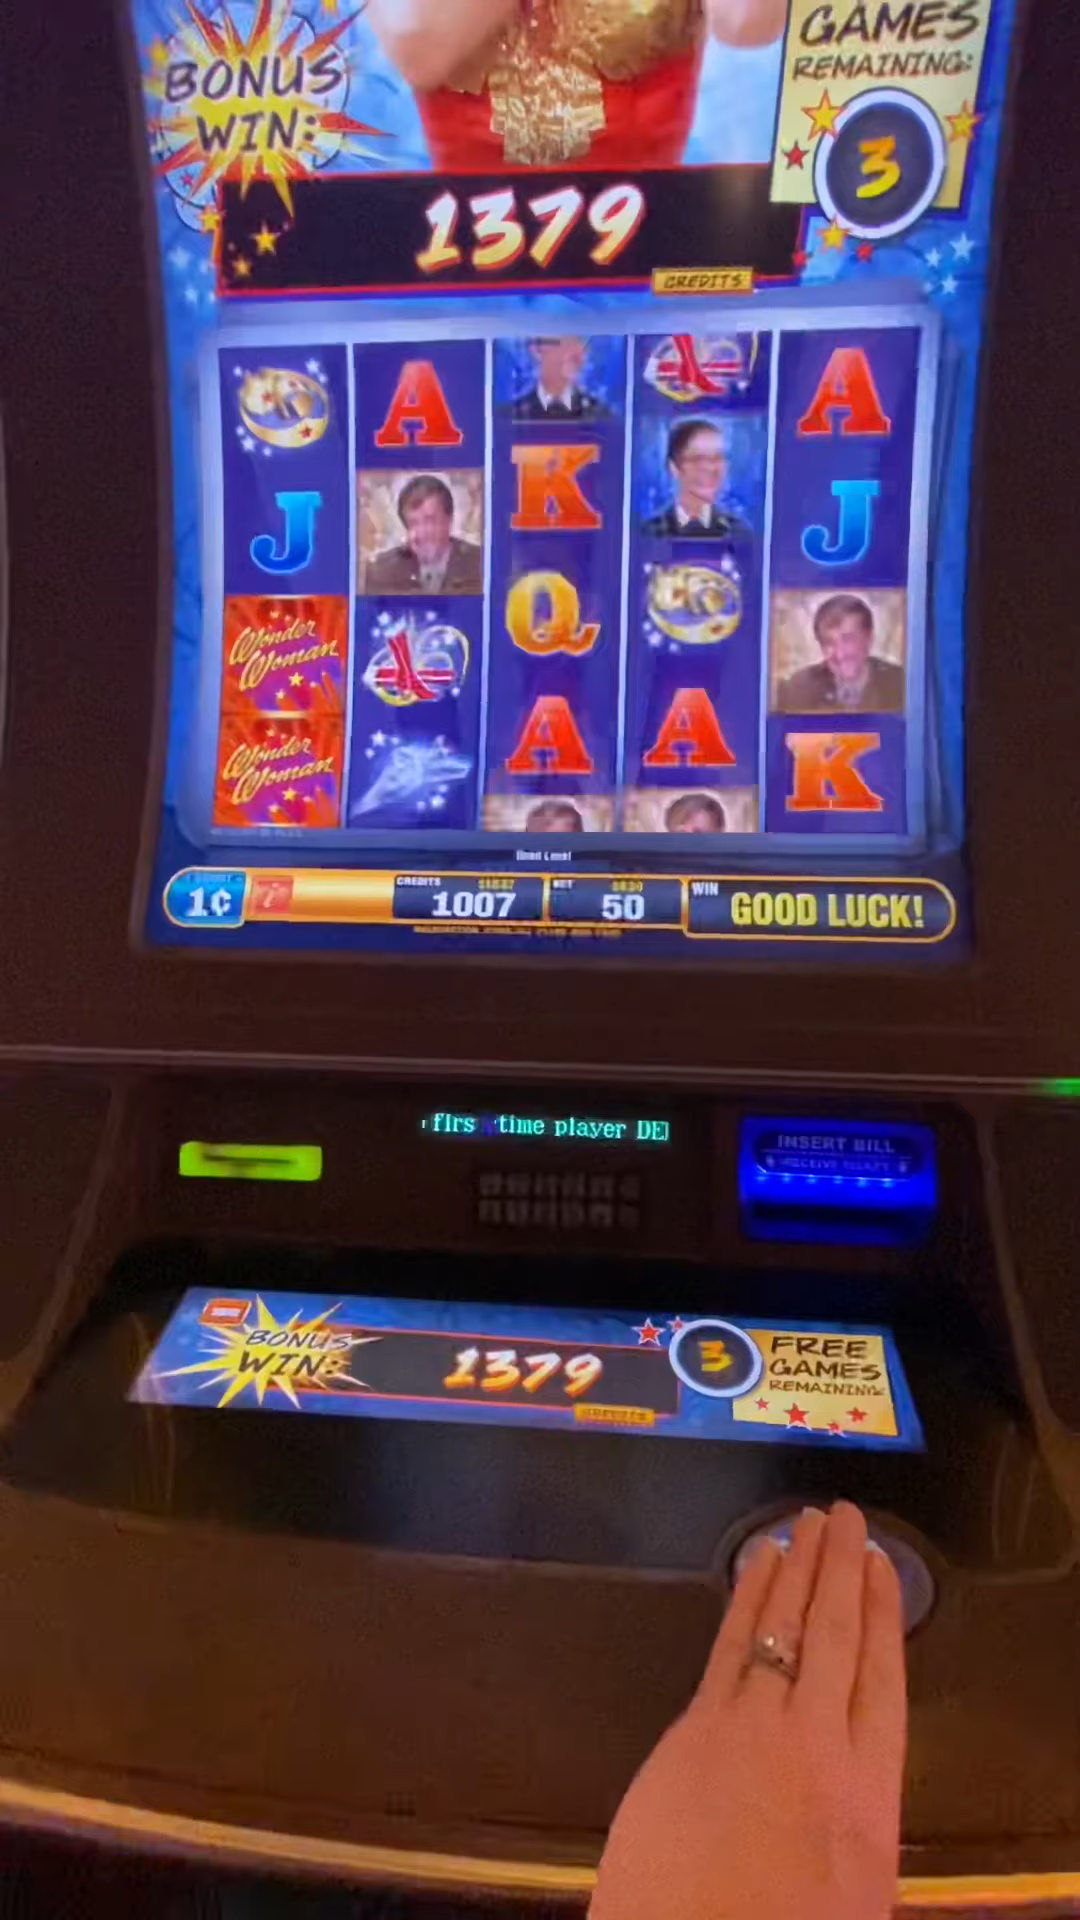 BONUS
WIN:
GAMES
REMAINING:
3
1379
CREDITS
A
A
K
J
J
Wonder
Woman
Q
A
A
Wonder
Woman
K
1¢
i
CREDITS
1007
BET
50
WIN
GOOD LUCK!
time player DE
INSERT BILL
BONUS
WIN:
1379
CREDITS
3
FREE
GAMES
REMAINING: